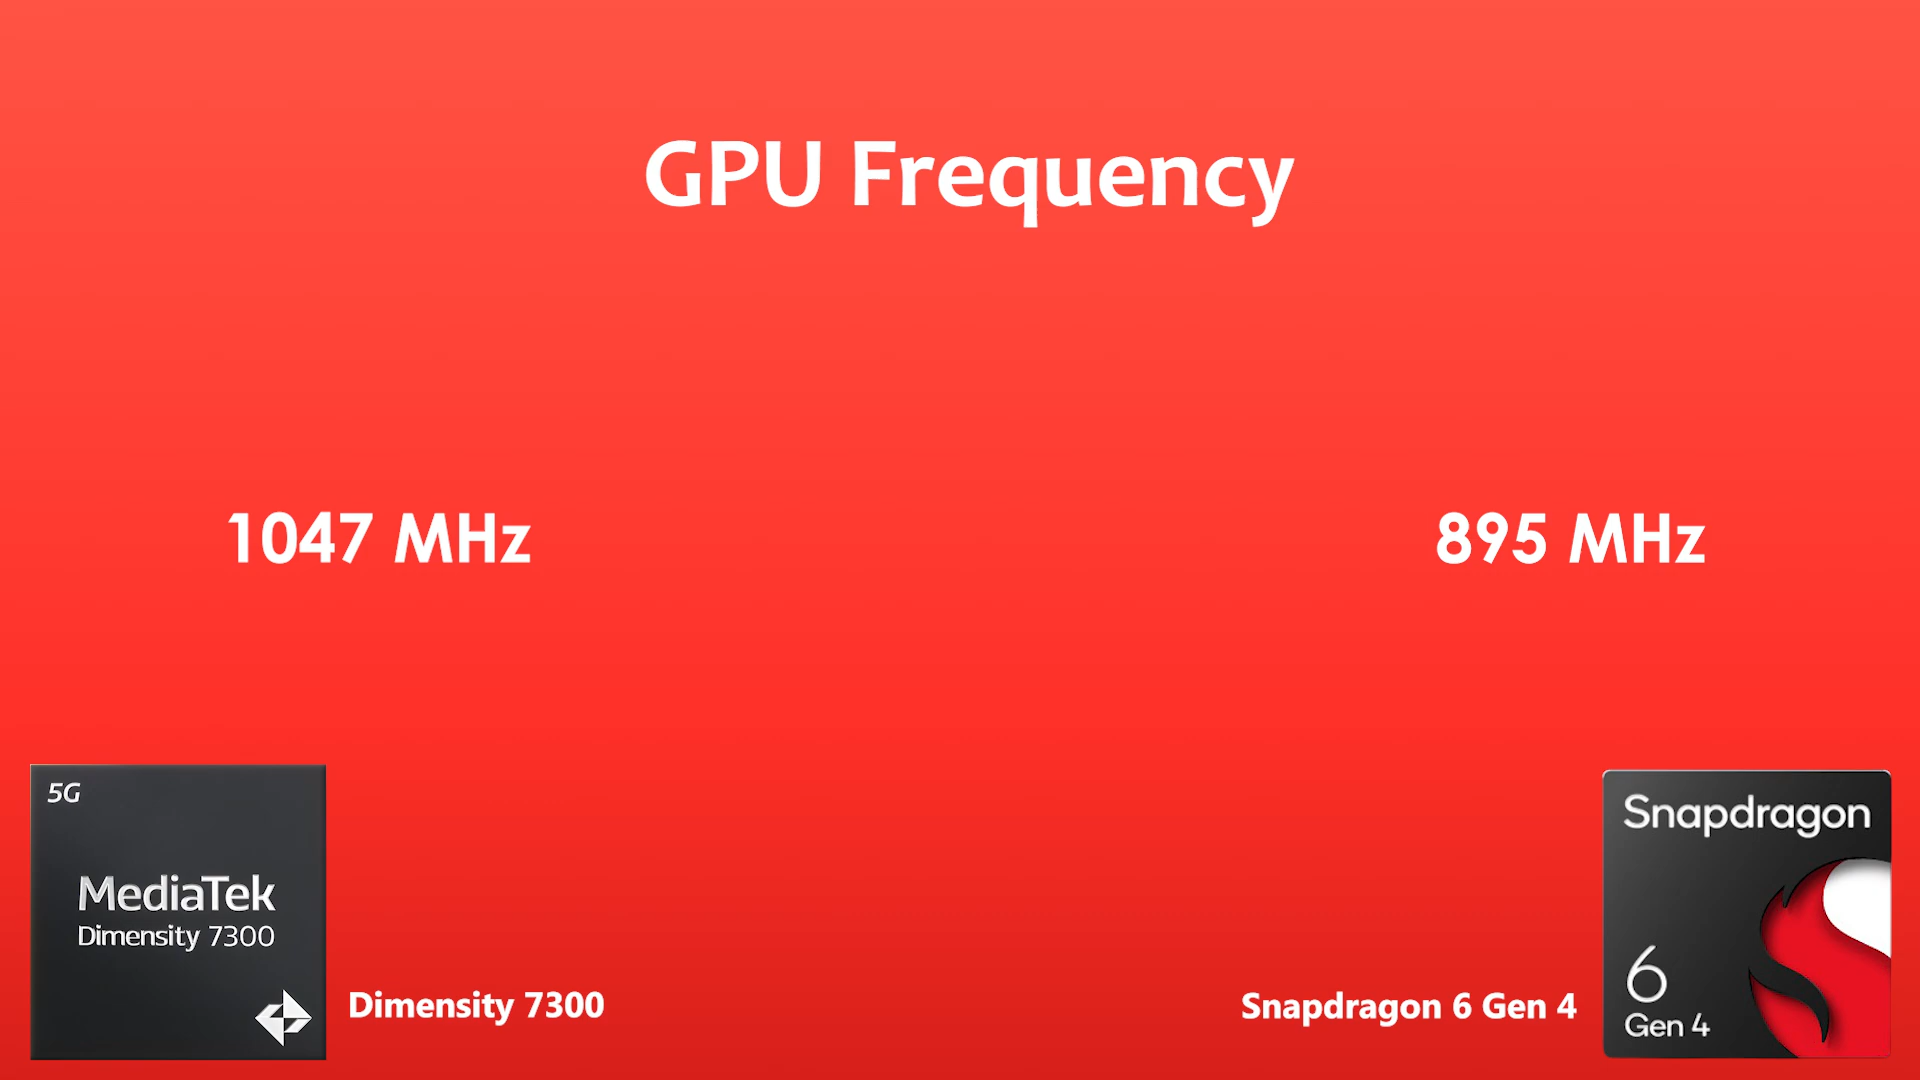 GPU Frequency
1047 MHz
895 MHz
5G
MediaTek
Dimensity 7300
Dimensity 7300
Snapdragon 6 Gen 4
Snapdragon
6
Gen 4